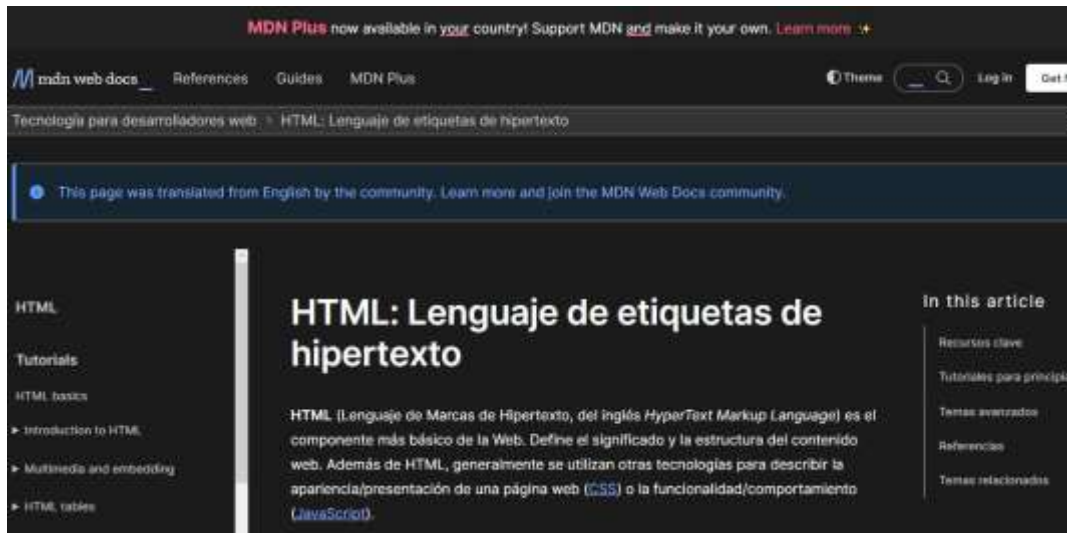 MDN Plus now available in your country! Support MDN and make it your own. Learn more ✨
mdn web docs_
References
Guides
MDN Plus
Theme
Log in
Get
Tecnología para desarrolladores web > HTML: Lenguaje de etiquetas de hipertexto
This page was translated from English by the community. Learn more and join the MDN Web Docs community.
HTML
Tutorials
HTML basics
▸ Introduction to HTML
▸ Multimedia and embedding
▸ HTML tables
HTML: Lenguaje de etiquetas de
hipertexto
HTML (Lenguaje de Marcas de Hipertexto, del inglés HyperText Markup Language) es el
componente más básico de la Web. Define el significado y la estructura del contenido
web. Además de HTML, generalmente se utilizan otras tecnologías para describir la
apariencia/presentación de una página web (CSS) o la funcionalidad/comportamiento
(JavaScript).
In this article
Recursos clave
Tutoriales para principi
Temas avanzados
Referencias
Temas relacionados